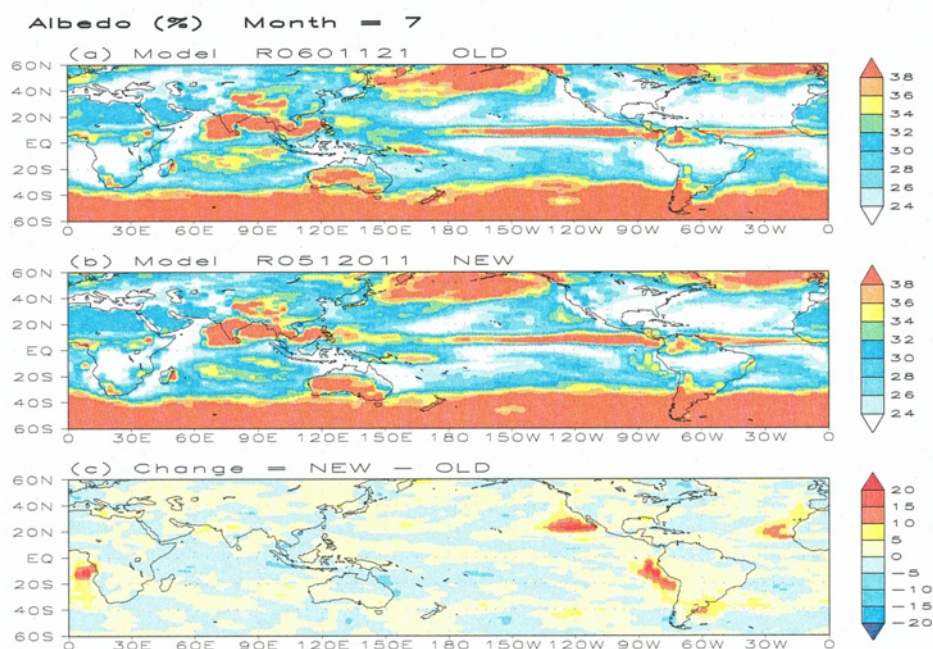 Albedo (%) Month = 7
(a) Model R0601121 OLD
60N
40N
20N
EQ
20S
40S
60S
0 30E 60E 90E 120E 150E 180 150W 120W 90W 60W 30W 0
38
36
34
32
30
28
26
24
(b) Model R0512011 NEW
60N
40N
20N
EQ
20S
40S
60S
0 30E 60E 90E 120E 150E 180 150W 120W 90W 60W 30W 0
38
36
34
32
30
28
26
24
(c) Change = NEW - OLD
60N
40N
20N
EQ
20S
40S
60S
0 30E 60E 90E 120E 150E 180 150W 120W 90W 60W 30W 0
20
15
10
5
0
-5
-10
-15
-20